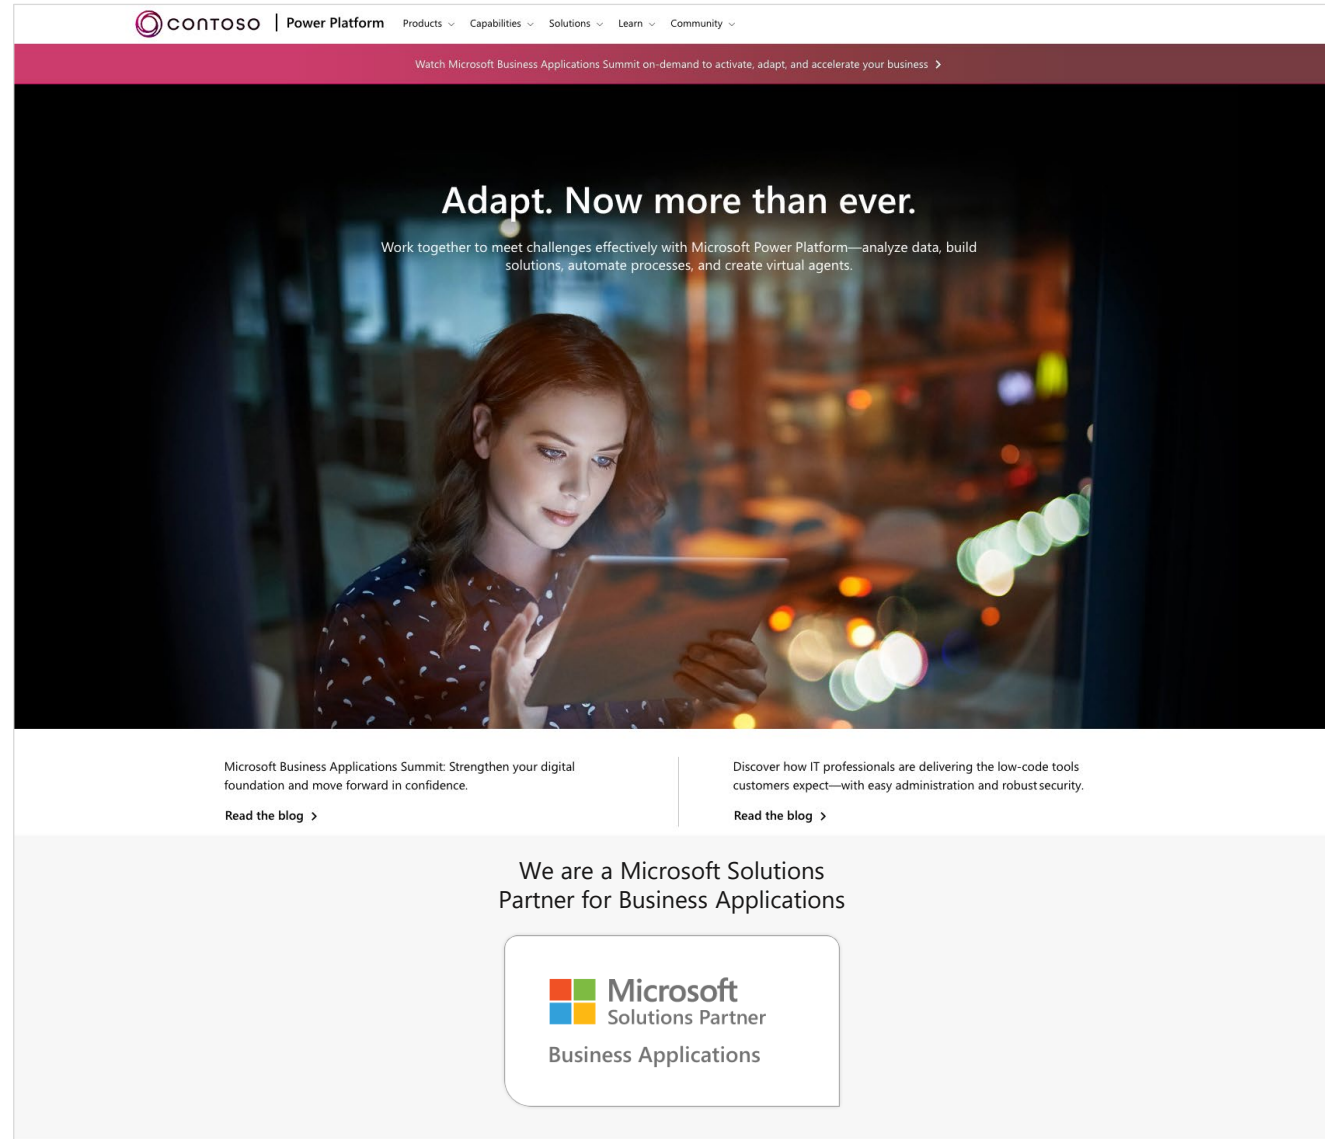 CONTOSO | Power Platform Products Capabilities Solutions Learn Community
Watch Microsoft Business Applications Summit on-demand to activate, adapt, and accelerate your business
Adapt. Now more than ever.
Work together to meet challenges effectively with Microsoft Power Platform—analyze data, build
solutions, automate processes, and create virtual agents.
Microsoft Business Applications Summit: Strengthen your digital
foundation and move forward in confidence.
Read the blog
Discover how IT professionals are delivering the low-code tools
customers expect—with easy administration and robust security.
Read the blog
We are a Microsoft Solutions
Partner for Business Applications
Microsoft
Solutions Partner
Business Applications